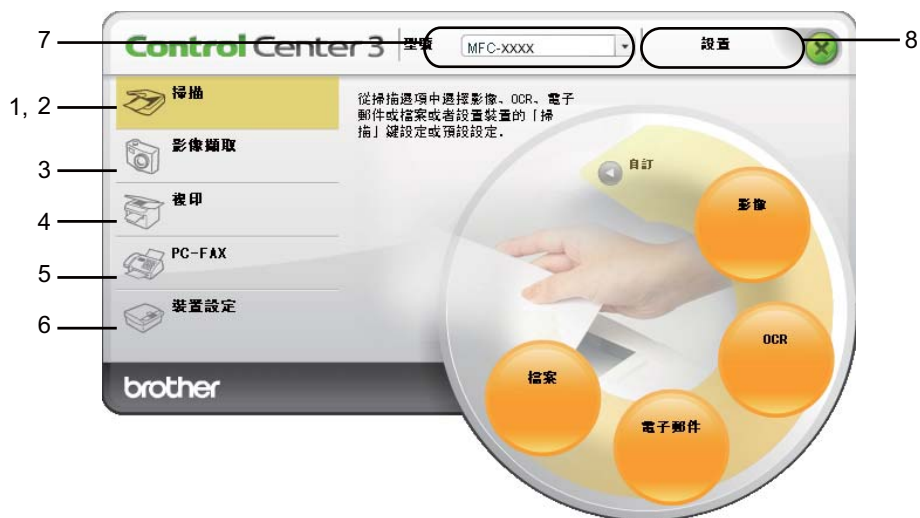 7
Control Center 3
型號
MFC-XXXX
設置
8
1, 2
掃描
從掃描選項中選擇影像、OCR、電子
郵件或檔案或者設置裝置的「掃
描」鍵設定或預設設定.
3
影像擷取
4
複印
5
PC-FAX
6
裝置設定
brother
自訂
影像
OCR
電子郵件
檔案